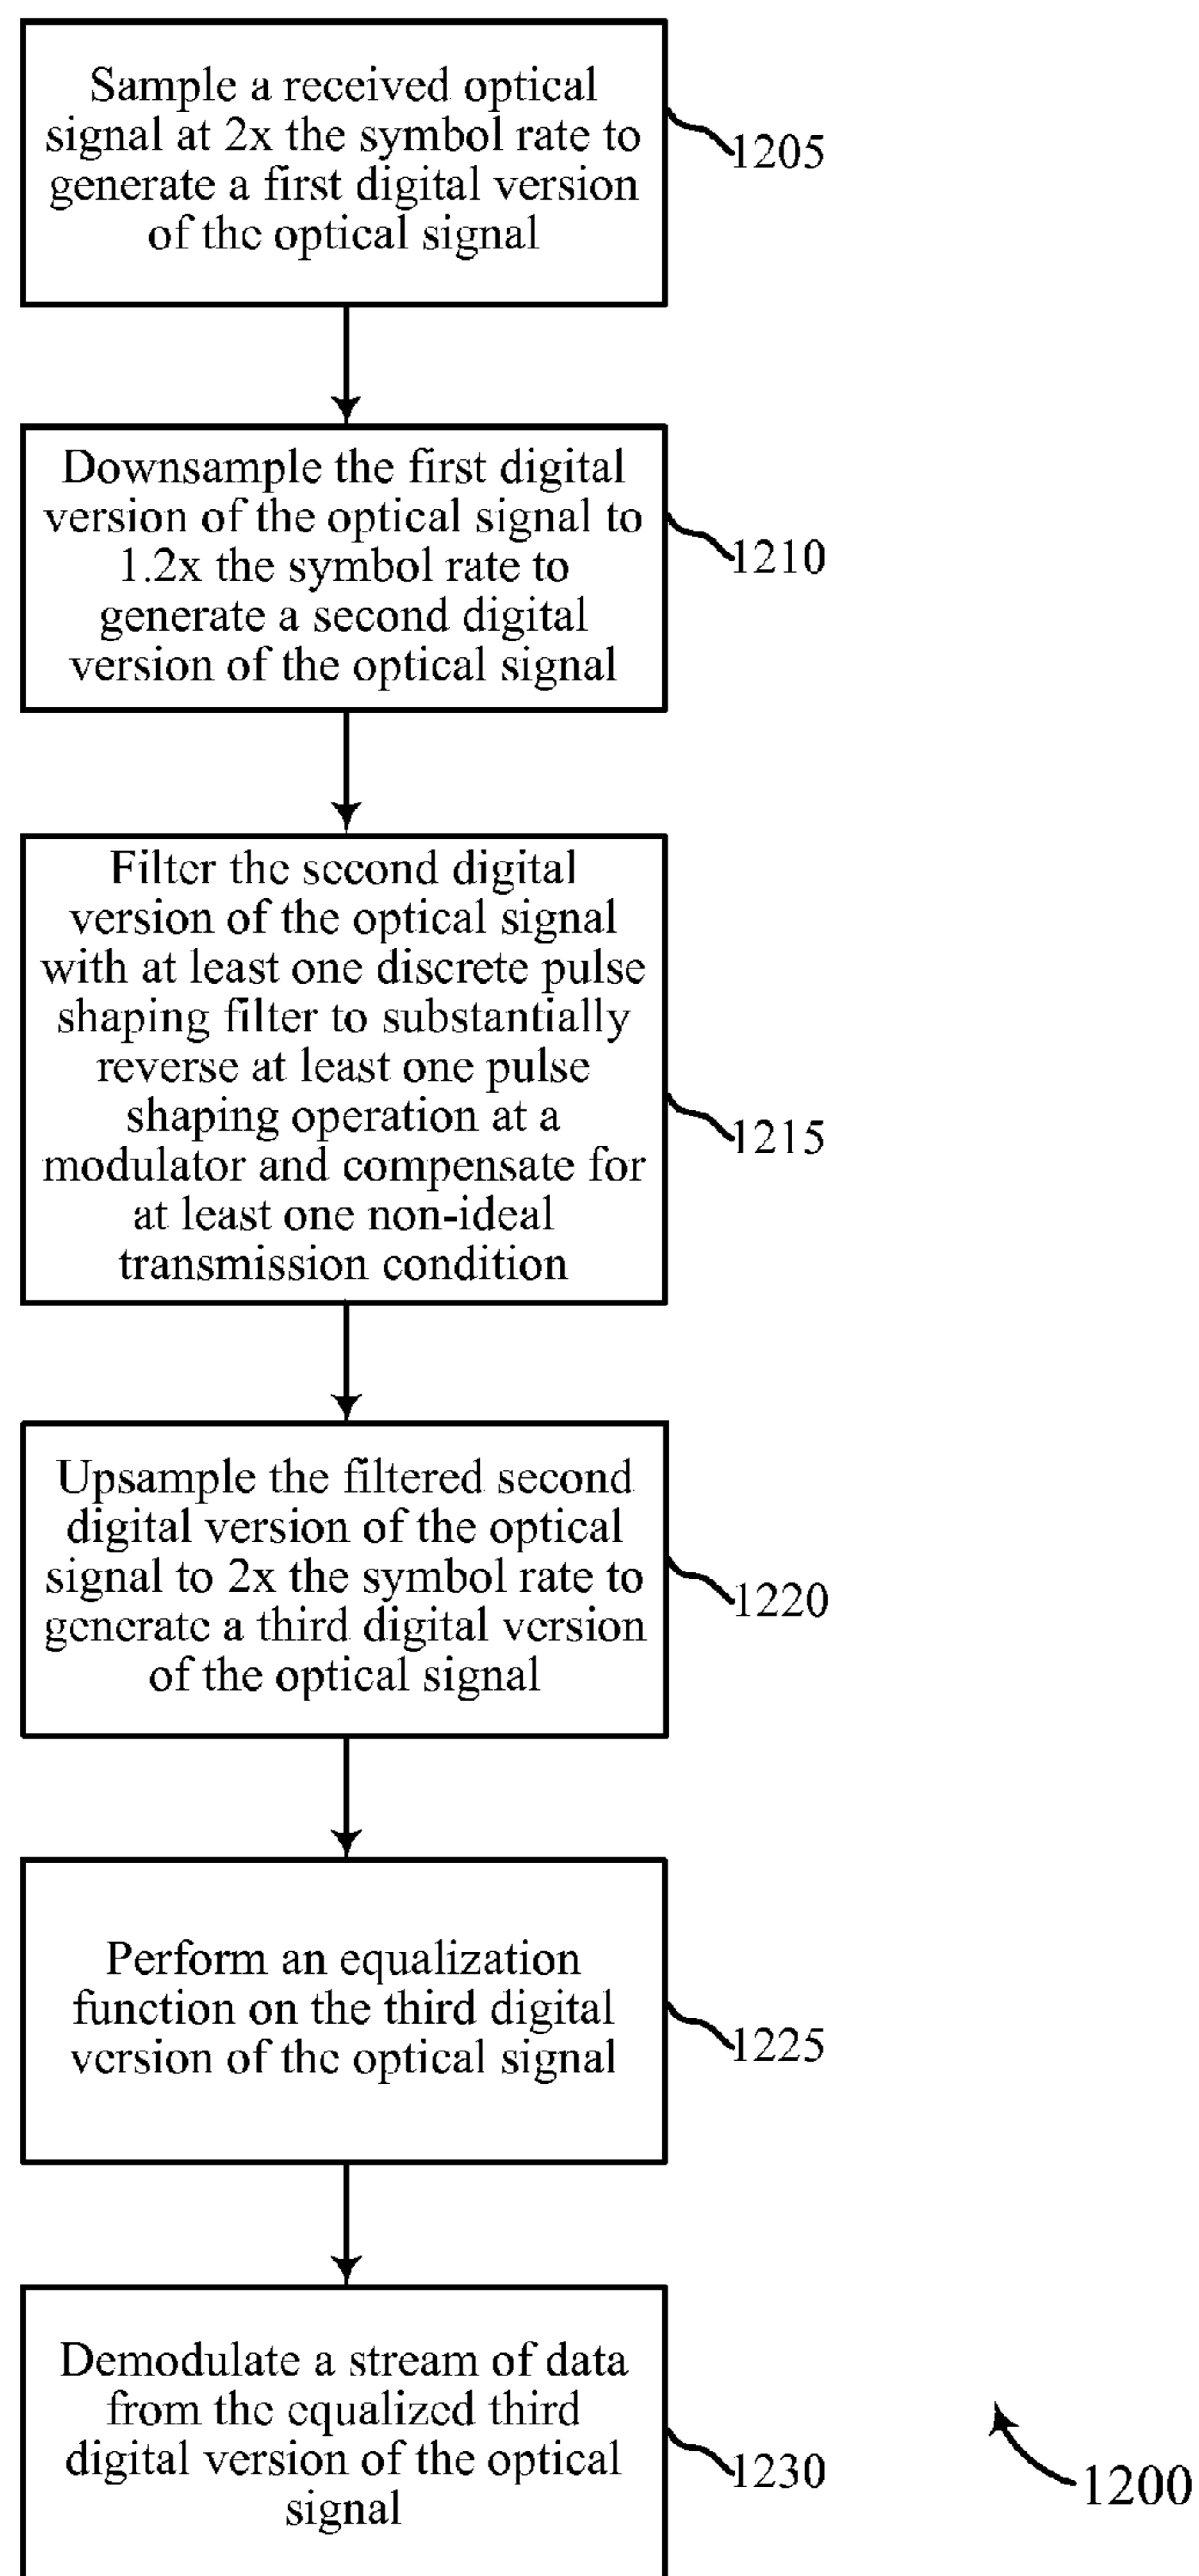 Sample a received optical
signal at 2x the symbol rate to
generate a first digital version
of the optical signal
1205
Downsample the first digital
version of the optical signal to
1.2x the symbol rate to
generate a second digital
version of the optical signal
1210
Filter the second digital
version of the optical signal
with at least one discrete pulse
shaping filter to substantially
reverse at least one pulse
shaping operation at a
modulator and compensate for
at least one non-ideal
transmission condition
1215
Upsample the filtered second
digital version of the optical
signal to 2x the symbol rate to
generate a third digital version
of the optical signal
1220
Perform an equalization
function on the third digital
version of the optical signal
1225
Demodulate a stream of data
from the equalized third
digital version of the optical
signal
1230
1200